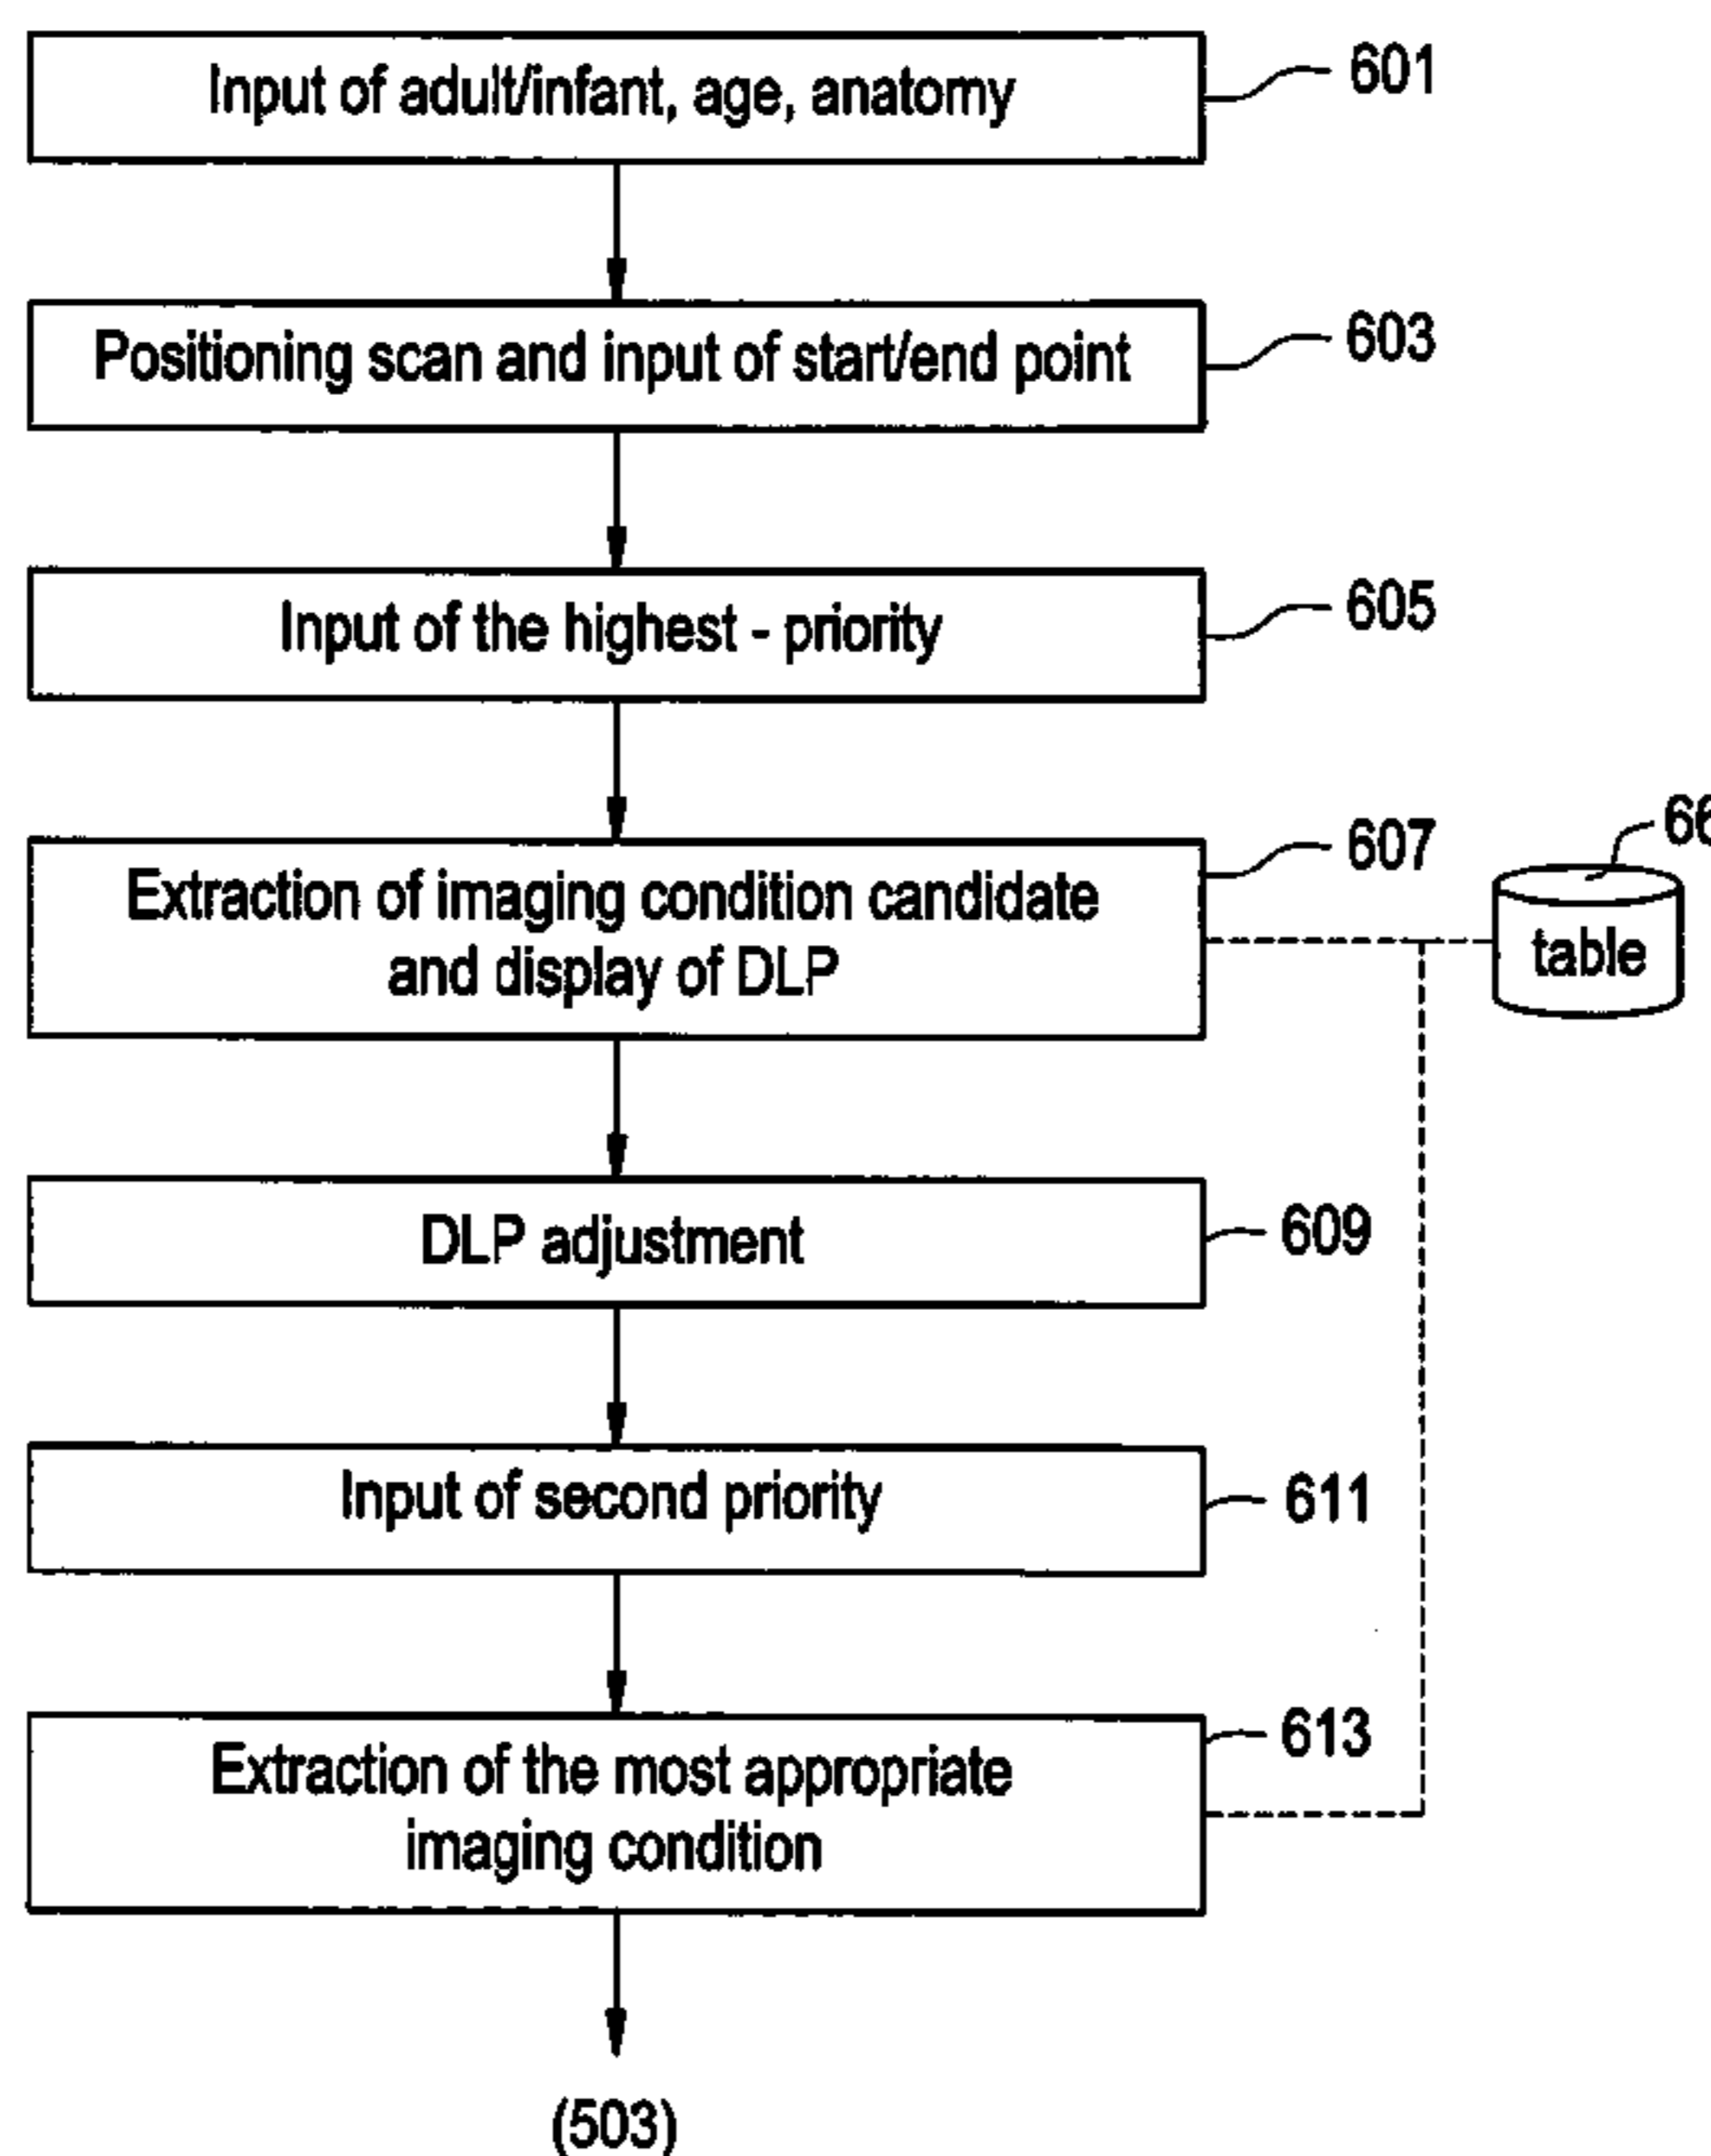 Input of adult/infant, age, anatomy
601
Positioning scan and input of start/end point
603
Input of the highest - priority
605
Extraction of imaging condition candidate
and display of DLP
607
66
table
DLP adjustment
609
Input of second priority
611
Extraction of the most appropriate
imaging condition
613
(503)